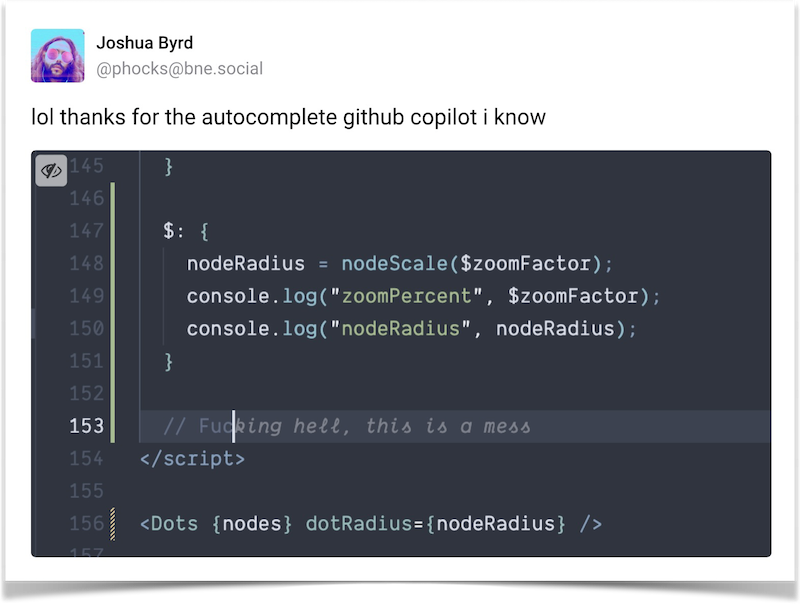 Joshua Byrd
@phocks@bne.social
lol thanks for the autocomplete github copilot i know
145 }
146
147 $: {
148 nodeRadius = nodeScale($zoomFactor);
149 console.log("zoomPercent", $zoomFactor);
150 console.log("nodeRadius", nodeRadius);
151 }
152
153 // Fucking hell, this is a mess
154 </script>
155
156 <Dots {nodes} dotRadius={nodeRadius} />
157